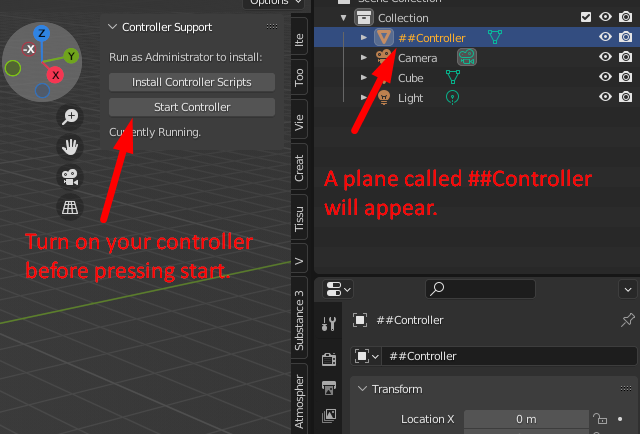 Options
Controller Support
Run as Administrator to install:
Install Controller Scripts
Start Controller
Currently Running.
Turn on your controller
before pressing start.
-X
Z
Y
X
Ite
Too
Vie
Creat
Tissu
V
Substance 3
Atmospher
Scene Collection
Collection
##Controller
Camera
Cube
Light
A plane called ##Controller
will appear.
##Controller
##Controller
Transform
Location X
0 m